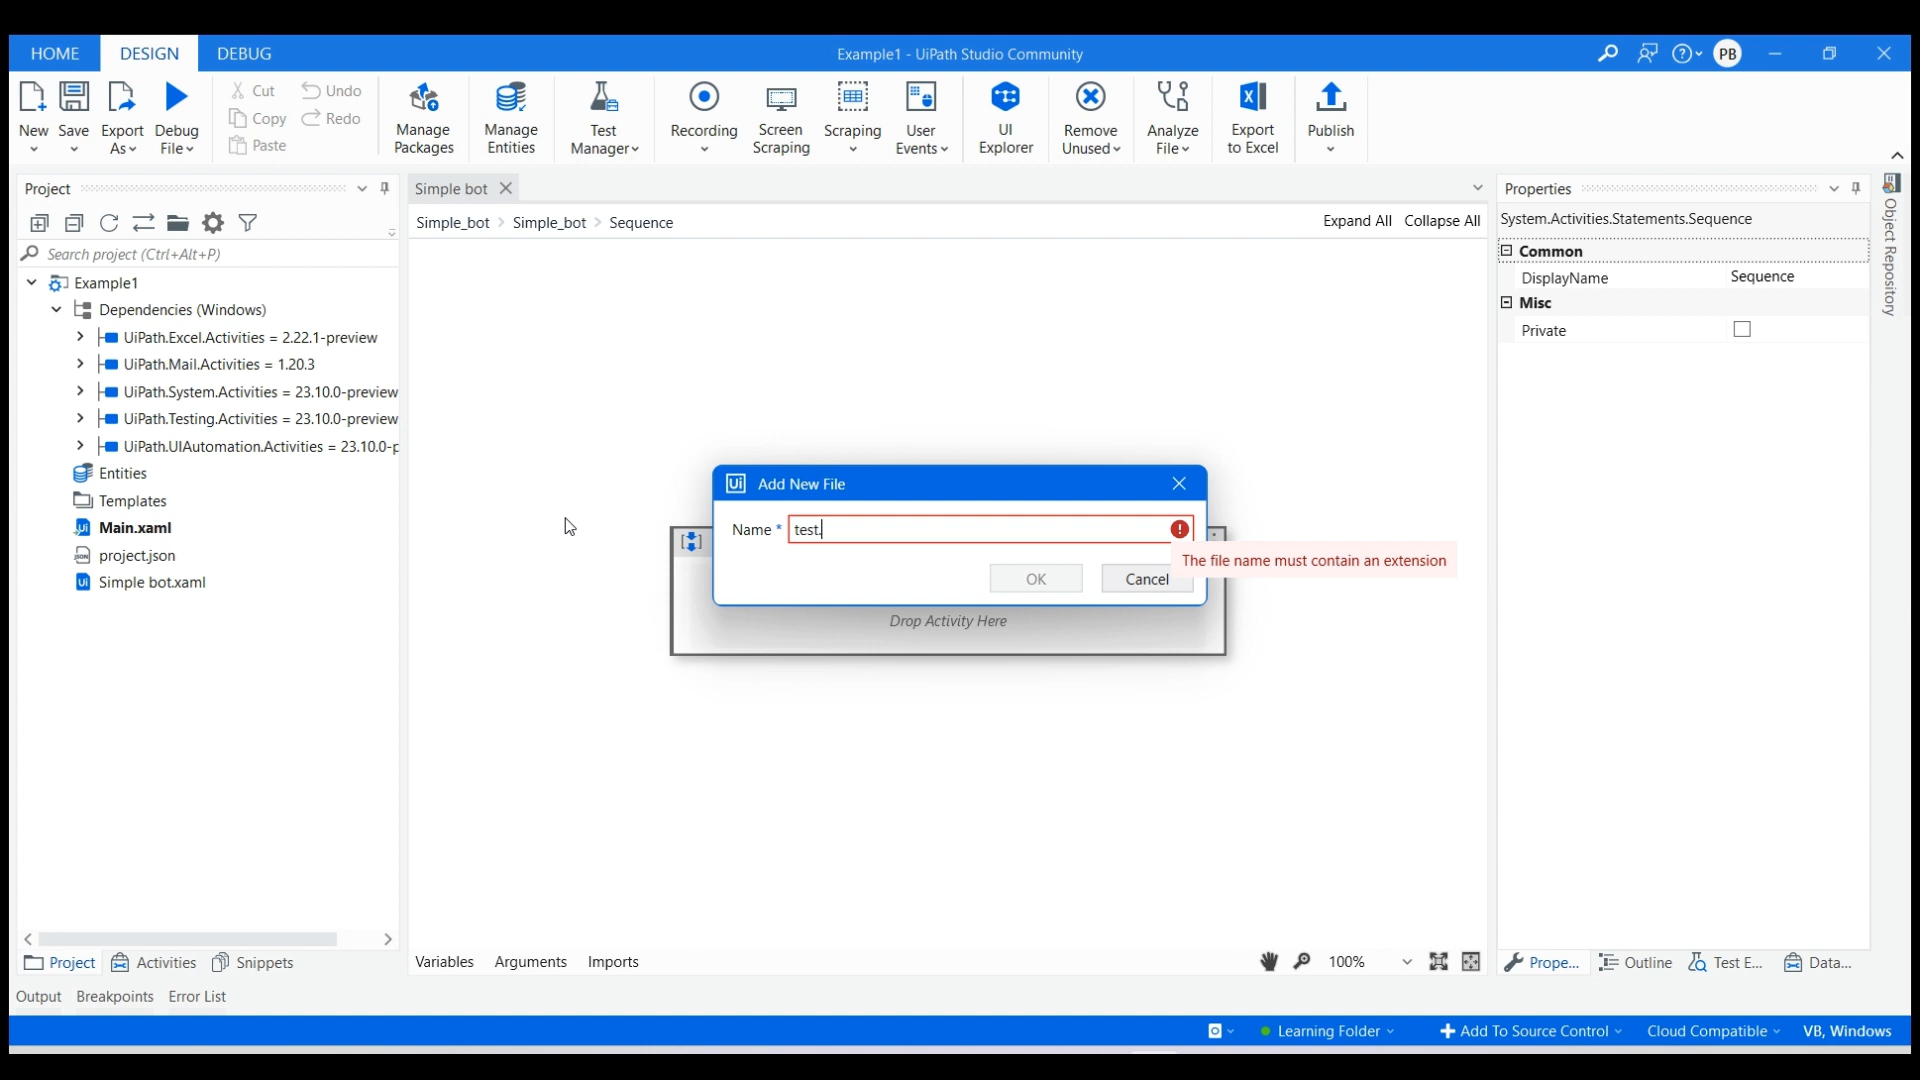 HOME DESIGN DEBUG Example1 - UiPath Studio Community PB
New Save Export As Debug File
Cut Undo
Copy Redo
Paste
Manage Packages
Manage Entities
Test Manager
Recording
Screen Scraping
Scraping
User Events
UI Explorer
Remove Unused
Analyze File
Export to Excel
Publish
Project
Search project (Ctrl+Alt+P)
Example1
Dependencies (Windows)
UiPath.Excel.Activities = 2.22.1-preview
UiPath.Mail.Activities = 1.20.3
UiPath.System.Activities = 23.10.0-preview
UiPath.Testing.Activities = 23.10.0-preview
UiPath.UIAutomation.Activities = 23.10.0-p
Entities
Templates
Main.xaml
JSON project.json
Ui Simple bot.xaml
Project Activities Snippets
Simple bot
Simple_bot > Simple_bot > Sequence Expand All Collapse All
Ui Add New File
Name * test.
The file name must contain an extension
OK Cancel
Drop Activity Here
Variables Arguments Imports 100%
Properties
System.Activities.Statements.Sequence
Common
DisplayName Sequence
Misc
Private
Prope... Outline Test E... Data...
Object Repository
Output Breakpoints Error List
Learning Folder Add To Source Control Cloud Compatible VB, Windows